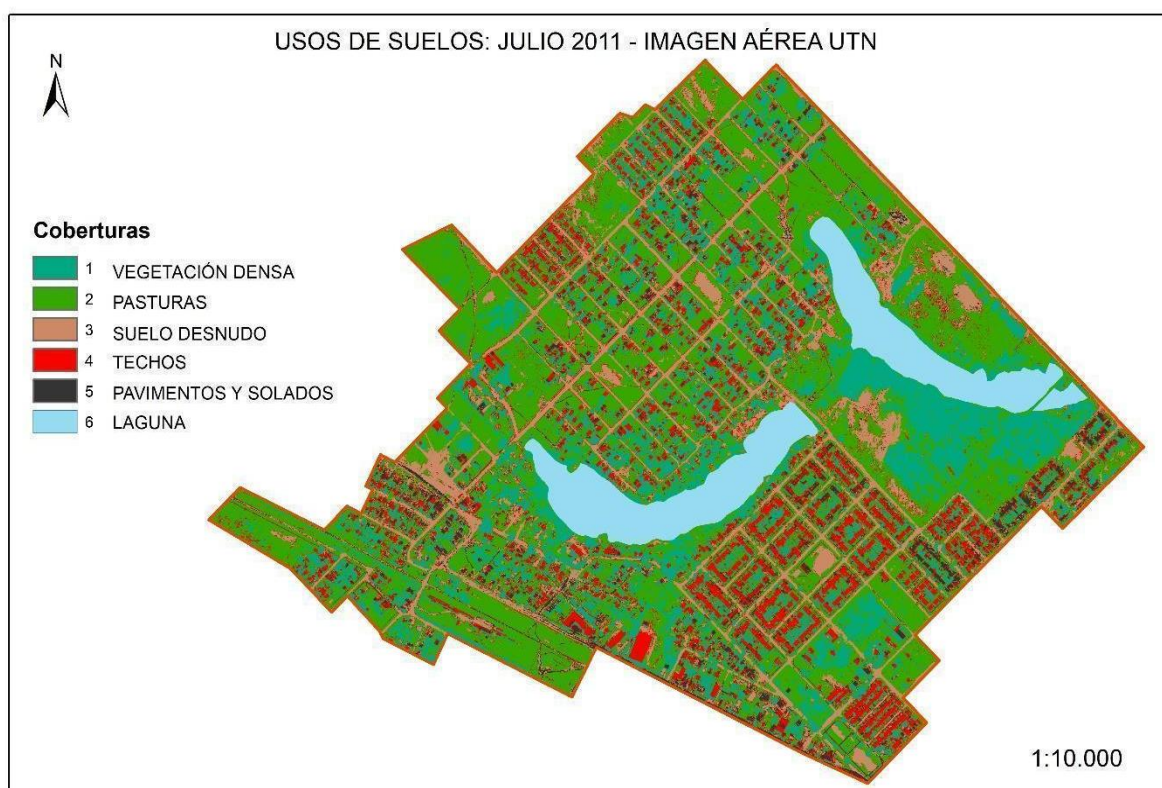 USOS DE SUELOS: JULIO 2011 - IMAGEN AÉREA UTN
N
Coberturas
1 VEGETACIÓN DENSA
2 PASTURAS
3 SUELO DESNUDO
4 TECHOS
5 PAVIMENTOS Y SOLADOS
6 LAGUNA
1:10.000